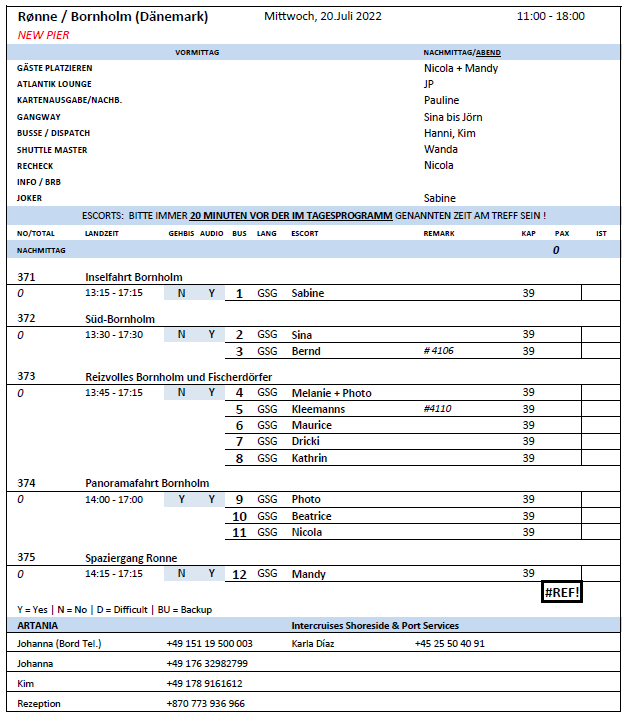 Rønne / Bornholm (Dänemark) Mittwoch, 20.Juli 2022 11:00 - 18:00
NEW PIER
VORMITTAG NACHMITTAG/ABEND
GÄSTE PLATZIEREN Nicola + Mandy
ATLANTIK LOUNGE JP
KARTENAUSGABE/NACHB. Pauline
GANGWAY Sina bis Jörn
BUSSE / DISPATCH Hanni, Kim
SHUTTLE MASTER Wanda
RECHECK Nicola
INFO / BRB
JOKER Sabine
ESCORTS: BITTE IMMER 20 MINUTEN VOR DER IM TAGESPROGRAMM GENANNTEN ZEIT AM TREFF SEIN !
NO/TOTAL LANDZEIT GEHBIS AUDIO BUS LANG ESCORT REMARK KAP PAX IST
NACHMITTAG 0
371 Inselfahrt Bornholm
0 13:15 - 17:15 N Y 1 GSG Sabine 39
372 Süd-Bornholm
0 13:30 - 17:30 N Y 2 GSG Sina 39
3 GSG Bernd #4106 39
373 Reizvolles Bornholm und Fischerdörfer
0 13:45 - 17:15 N Y 4 GSG Melanie + Photo 39
5 GSG Kleemanns #4110 39
6 GSG Maurice 39
7 GSG Dricki 39
8 GSG Kathrin 39
374 Panoramafahrt Bornholm
0 14:00 - 17:00 Y Y 9 GSG Photo 39
10 GSG Beatrice 39
11 GSG Nicola 39
375 Spaziergang Ronne
0 14:15 - 17:15 N Y 12 GSG Mandy 39
#REF!
Y = Yes | N = No | D = Difficult | BU = Backup
ARTANIA Intercruises Shoreside & Port Services
Johanna (Bord Tel.) +49 151 19 500 003 Karla Díaz +45 25 50 40 91
Johanna +49 176 32982799
Kim +49 178 9161612
Rezeption +870 773 936 966